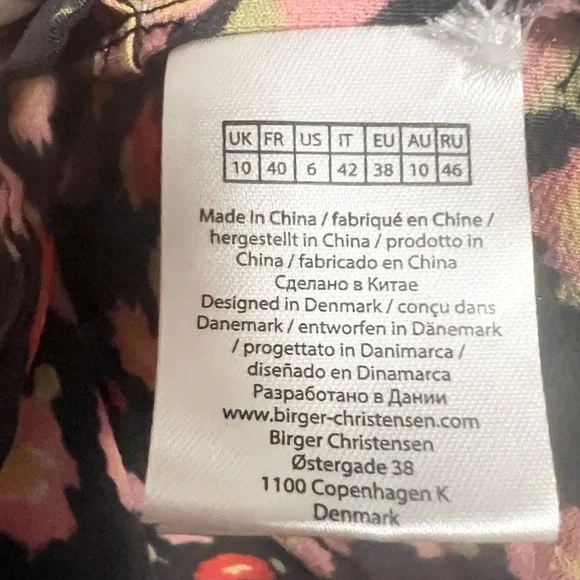 UK FR US IT EU AU RU
10 40 6 42 38 10 46
Made In China / fabriqué en Chine /
hergestellt in China / prodotto in
China / fabricado en China
Сделано в Китае
Designed in Denmark / conçu dans
Danemark / entworfen in Dänemark
/ progettato in Danimarca /
diseñado en Dinamarca
Разработано в Дании
www.birger-christensen.com
Birger Christensen
Østergade 38
1100 Copenhagen K
Denmark